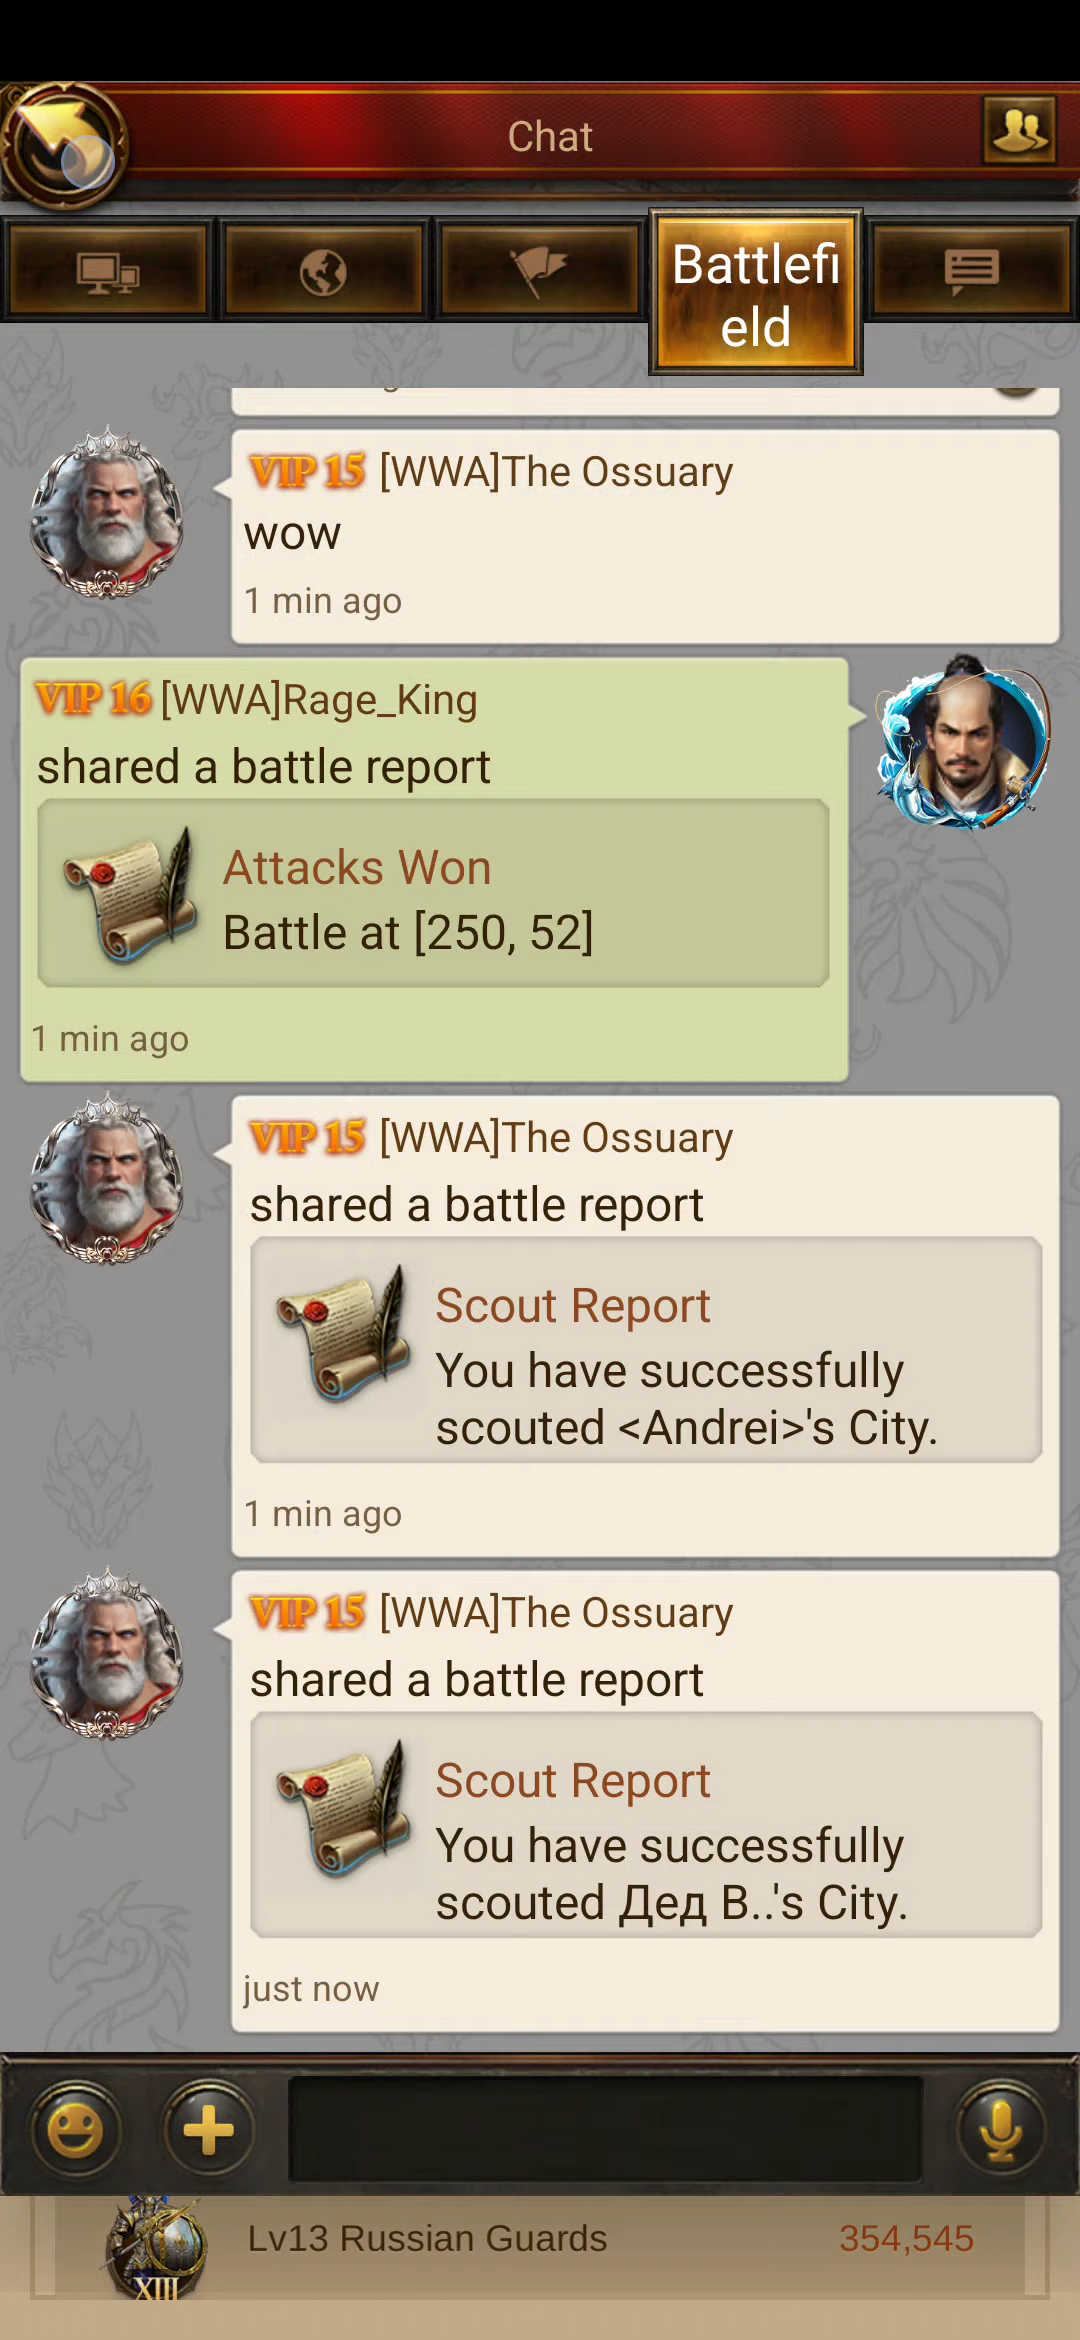 Chat
Battlefi
eld
VIP 15 [WWA]The Ossuary
wow
1 min ago
VIP 16 [WWA]Rage_King
shared a battle report
Attacks Won
Battle at [250, 52]
1 min ago
VIP 15 [WWA]The Ossuary
shared a battle report
Scout Report
You have successfully
scouted <Andrei>'s City.
1 min ago
VIP 15 [WWA]The Ossuary
shared a battle report
Scout Report
You have successfully
scouted Дед В..'s City.
just now
Lv13 Russian Guards 354,545
XIII